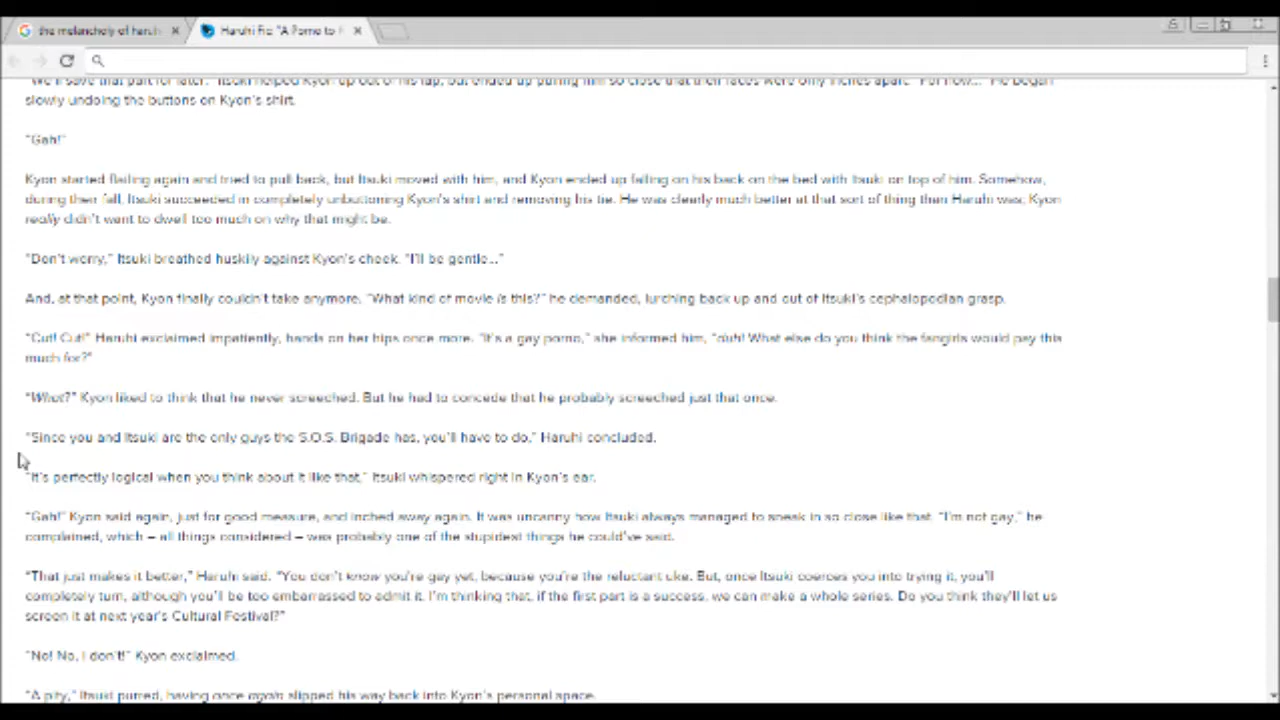 the melancholy of haruh
Haruhi Fic: "A Porno to
"We'll save that part for later." Itsuki helped Kyon up out of his lap, but ended up pulling him so close that their faces were only inches apart. "For now..." He began
slowly undoing the buttons on Kyon's shirt.
"Gah!"
Kyon started flailing again and tried to pull back, but Itsuki moved with him, and Kyon ended up falling on his back on the bed with Itsuki on top of him. Somehow,
during their fall, Itsuki succeeded in completely unbuttoning Kyon's shirt and removing his tie. He was clearly much better at that sort of thing than Haruhi was; Kyon
really didn't want to dwell too much on why that might be.
"Don't worry," Itsuki breathed huskily against Kyon's cheek. "I'll be gentle..."
And, at that point, Kyon finally couldn't take anymore. "What kind of movie is this?" he demanded, lurching back up and out of Itsuki's cephalopodian grasp.
"Cut! Cut!" Haruhi exclaimed impatiently, hands on her hips once more. "It's a gay porno," she informed him, "duh! What else do you think the fangirls would pay this
much for?"
"What?" Kyon liked to think that he never screeched. But he had to concede that he probably screeched just that once.
"Since you and Itsuki are the only guys the S.O.S. Brigade has, you'll have to do," Haruhi concluded.
"It's perfectly logical when you think about it like that," Itsuki whispered right in Kyon's ear.
"Gah!" Kyon said again, just for good measure, and inched away again. It was uncanny how Itsuki always managed to sneak in so close like that. "I'm not gay," he
complained, which – all things considered – was probably one of the stupidest things he could've said.
"That just makes it better," Haruhi said. "You don't know you're gay yet, because you're the reluctant uke. But, once Itsuki coerces you into trying it, you'll
completely turn, although you'll be too embarrassed to admit it. I'm thinking that, if the first part is a success, we can make a whole series. Do you think they'll let us
screen it at next year's Cultural Festival?"
"No! No, I don't!" Kyon exclaimed.
"A pity," Itsuki purred, having once again slipped his way back into Kyon's personal space.